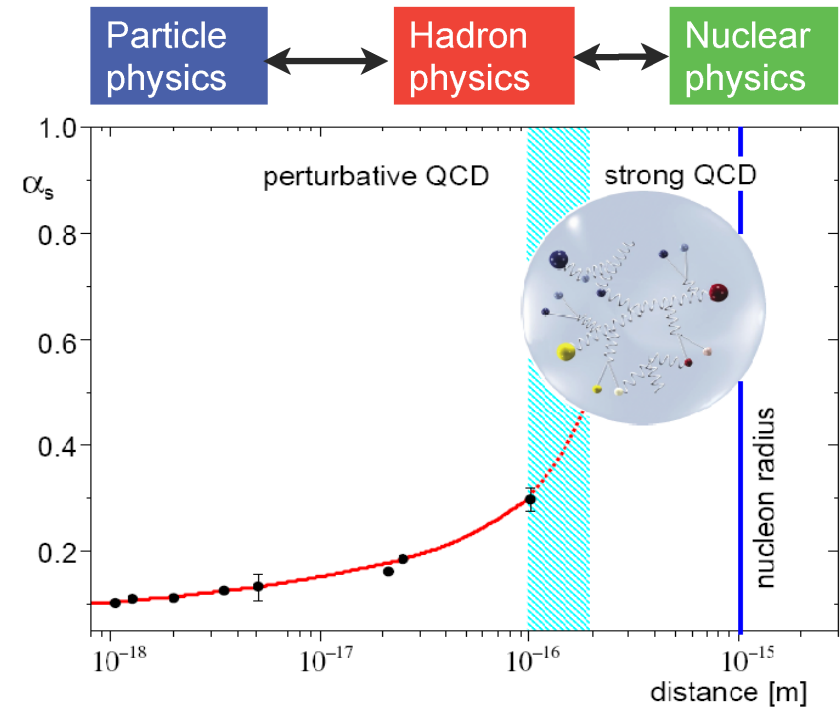 Particle
physics
Hadron
physics
Nuclear
physics
1.0
αs
perturbative QCD
strong QCD
0.8
0.6
0.4
0.2
nucleon radius
10⁻¹⁸
10⁻¹⁷
10⁻¹⁶
10⁻¹⁵
distance [m]